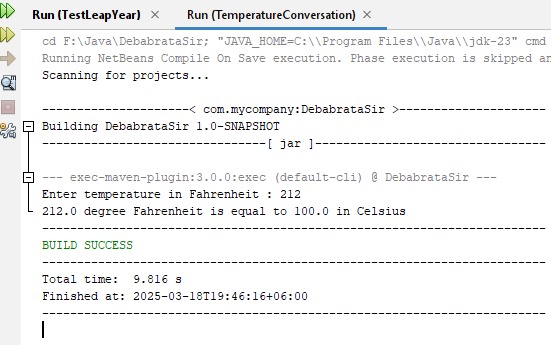 Run (TestLeapYear) × Run (TemperatureConversation) ×
cd F:\Java\DebabrataSir; "JAVA_HOME=C:\\Program Files\\Java\\jdk-23" cmd
Running NetBeans Compile On Save execution. Phase execution is skipped an
Scanning for projects...
----------------------< com.mycompany:DebabrataSir >----------------------
Building DebabrataSir 1.0-SNAPSHOT
--------------------------------[ jar ]---------------------------------
--- exec-maven-plugin:3.0.0:exec (default-cli) @ DebabrataSir ---
Enter temperature in Fahrenheit : 212
212.0 degree Fahrenheit is equal to 100.0 in Celsius
------------------------------------------------------------------------
BUILD SUCCESS
------------------------------------------------------------------------
Total time:  9.816 s
Finished at: 2025-03-18T19:46:16+06:00
------------------------------------------------------------------------